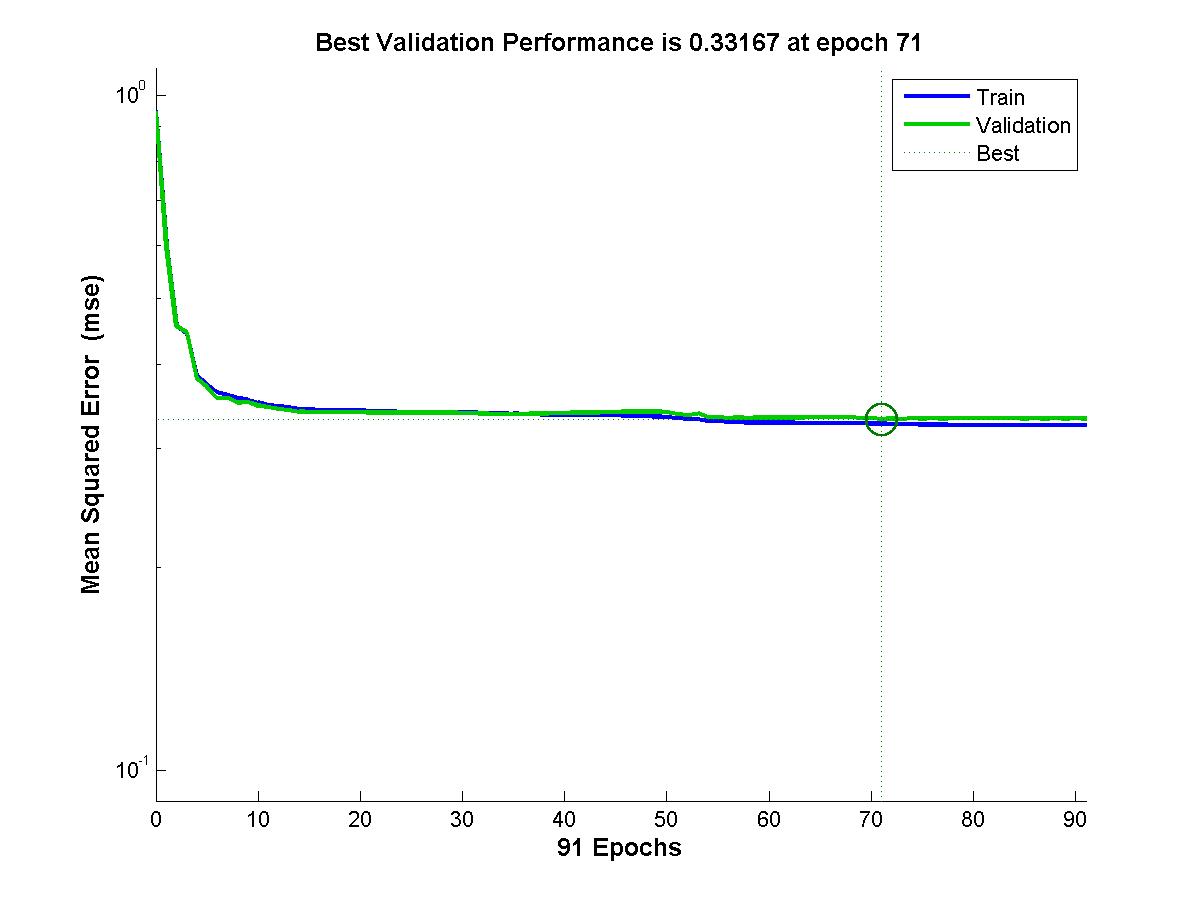 Best Validation Performance is 0.33167 at epoch 71
10^0
Train
Validation
Best
Mean Squared Error (mse)
10^-1
0 10 20 30 40 50 60 70 80 90
91 Epochs